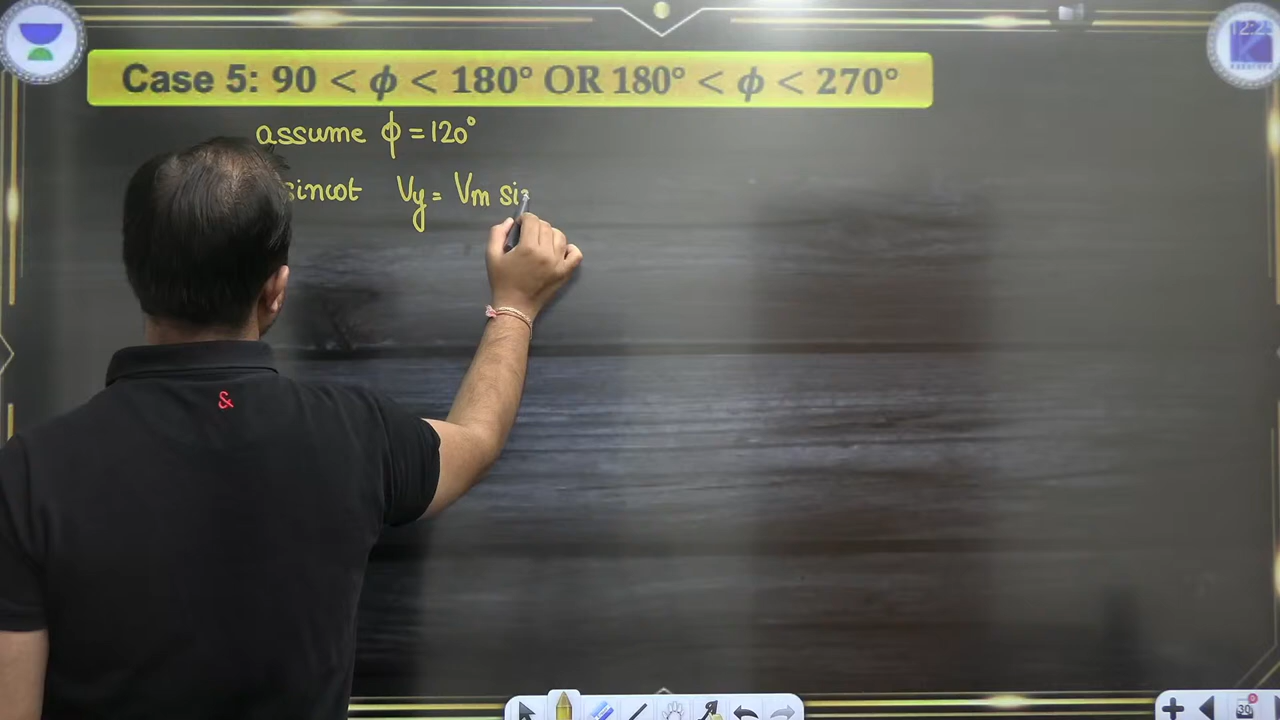 Case 5: 90 < ϕ < 180° OR 180° < ϕ < 270°
assume ϕ = 120°
sinωt Vy = Vm si
&